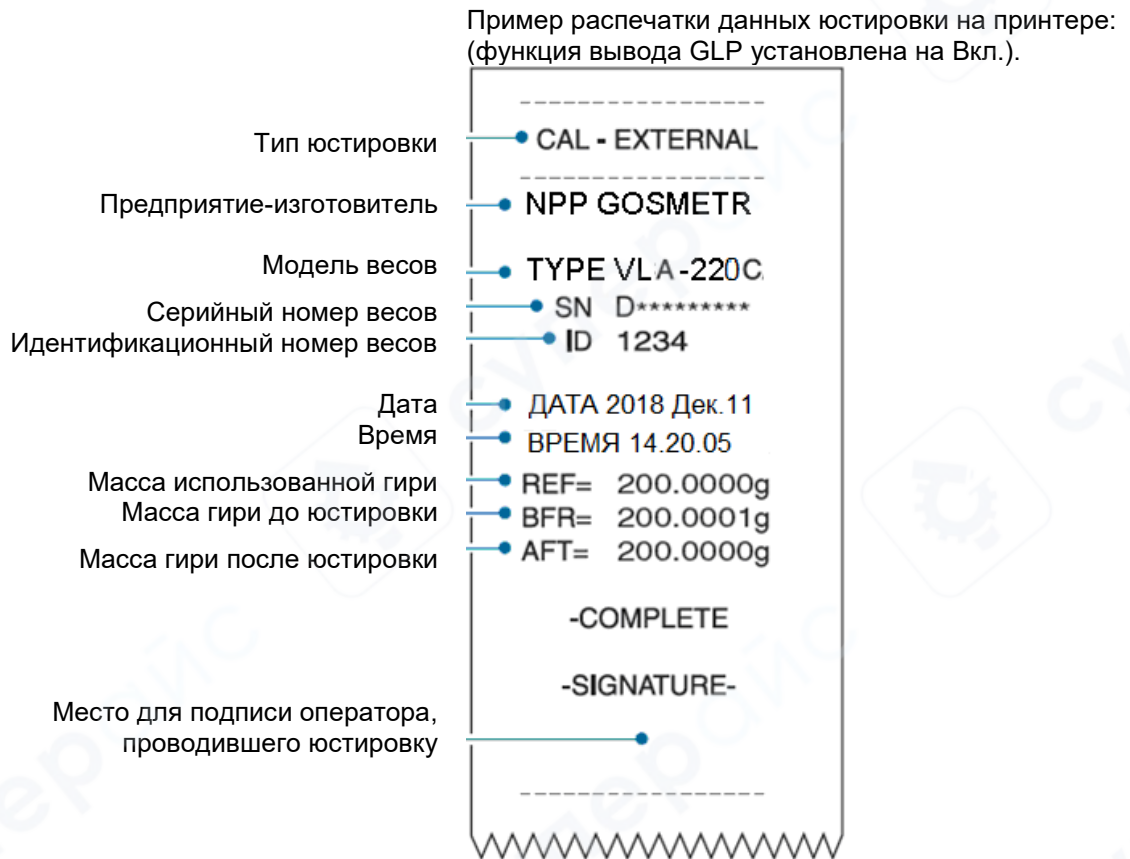 Пример распечатки данных юстировки на принтере:
(функция вывода GLP установлена на Вкл.).
Тип юстировки
CAL - EXTERNAL
Предприятие-изготовитель
NPP GOSMETR
Модель весов
TYPE VLA-220C
Серийный номер весов
SN D*********
Идентификационный номер весов
ID 1234
Дата
ДАТА 2018 Дек.11
Время
ВРЕМЯ 14.20.05
Масса использованной гири
REF= 200.0000g
Масса гири до юстировки
BFR= 200.0001g
Масса гири после юстировки
AFT= 200.0000g
-COMPLETE
-SIGNATURE-
Место для подписи оператора,
проводившего юстировку